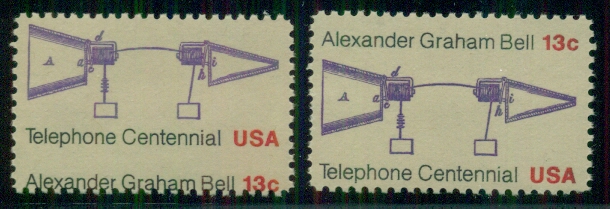 d
A
a
c
h
i
Telephone Centennial USA
Alexander Graham Bell 13c
Alexander Graham Bell 13c
d
A
a
c
h
i
Telephone Centennial USA